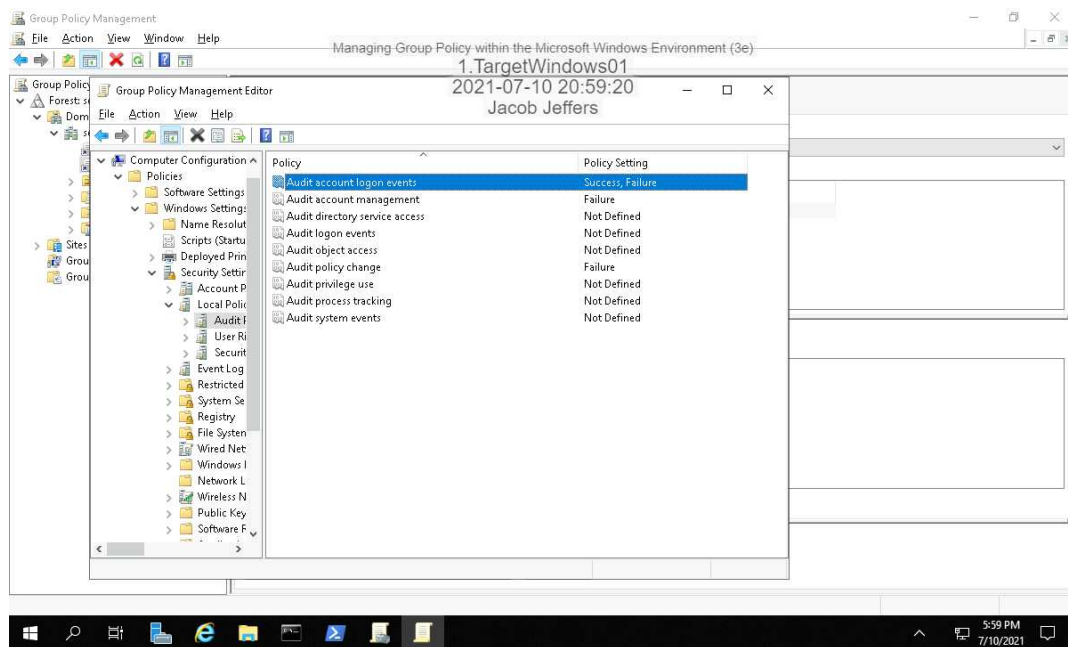 Group Policy Management
File Action View Window Help
Managing Group Policy within the Microsoft Windows Environment (3e)
1.TargetWindows01
2021-07-10 20:59:20
Jacob Jeffers
Group Policy
Forest: s
Dom
s
Sites
Grou
Grou
Group Policy Management Editor
File Action View Help
Computer Configuration
Policies
Software Settings
Windows Settings
Name Resolut
Scripts (Startu
Deployed Prin
Security Settin
Account P
Local Polic
Audit P
User Ri
Securit
Event Log
Restricted
System Se
Registry
File System
Wired Net
Windows
Network L
Wireless N
Public Key
Software R
Policy Policy Setting
Audit account logon events Success, Failure
Audit account management Failure
Audit directory service access Not Defined
Audit logon events Not Defined
Audit object access Not Defined
Audit policy change Failure
Audit privilege use Not Defined
Audit process tracking Not Defined
Audit system events Not Defined
5:59 PM
7/10/2021